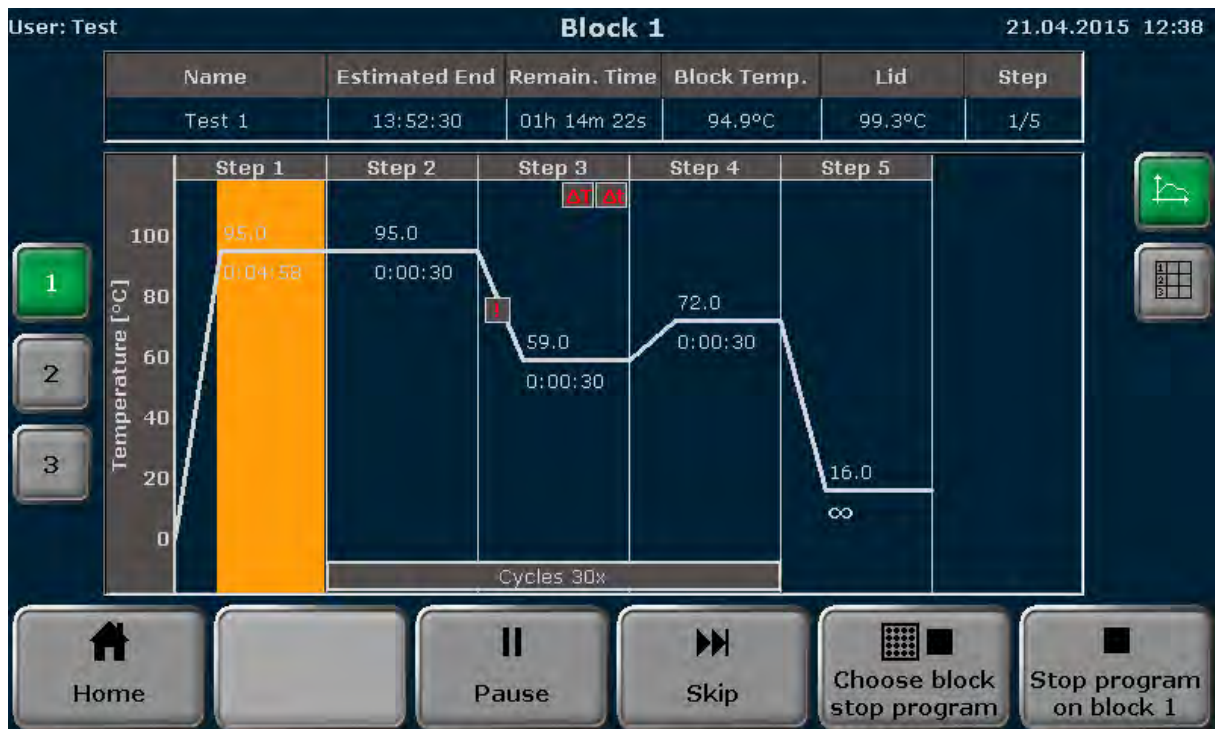 User: Test Block 1 21.04.2015 12:38
Name Estimated End Remain. Time Block Temp. Lid Step
Test 1 13:52:30 01h 14m 22s 94.9°C 99.3°C 1/5
Step 1 Step 2 Step 3 Step 4 Step 5
ΔT Δt
Temperature [°C]
100
80
60
40
20
0
95.0
0:04:58
95.0
0:00:30
!
59.0
0:00:30
72.0
0:00:30
16.0
∞
Cycles 30x
1
2
3
1
2
3
Home
Pause
Skip
Choose block
stop program
Stop program
on block 1